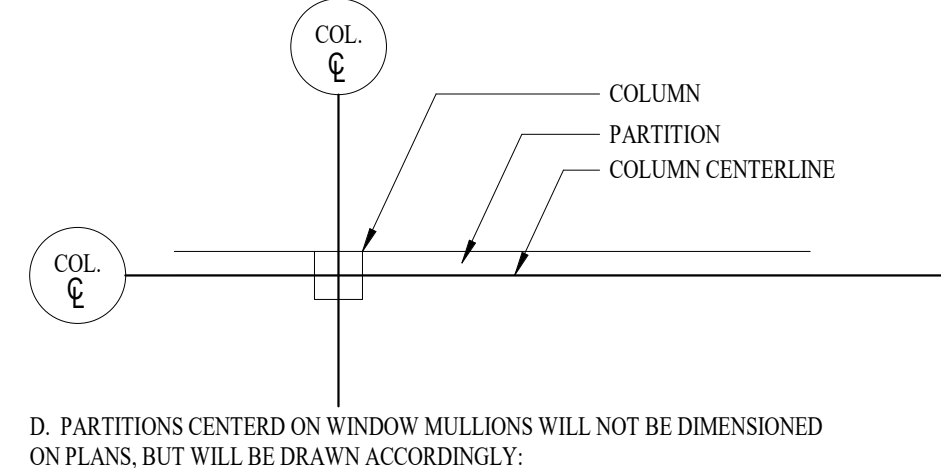 COL.
℄
COLUMN
PARTITION
COLUMN CENTERLINE
COL.
℄
D. PARTITIONS CENTERD ON WINDOW MULLIONS WILL NOT BE DIMENSIONED
ON PLANS, BUT WILL BE DRAWN ACCORDINGLY: